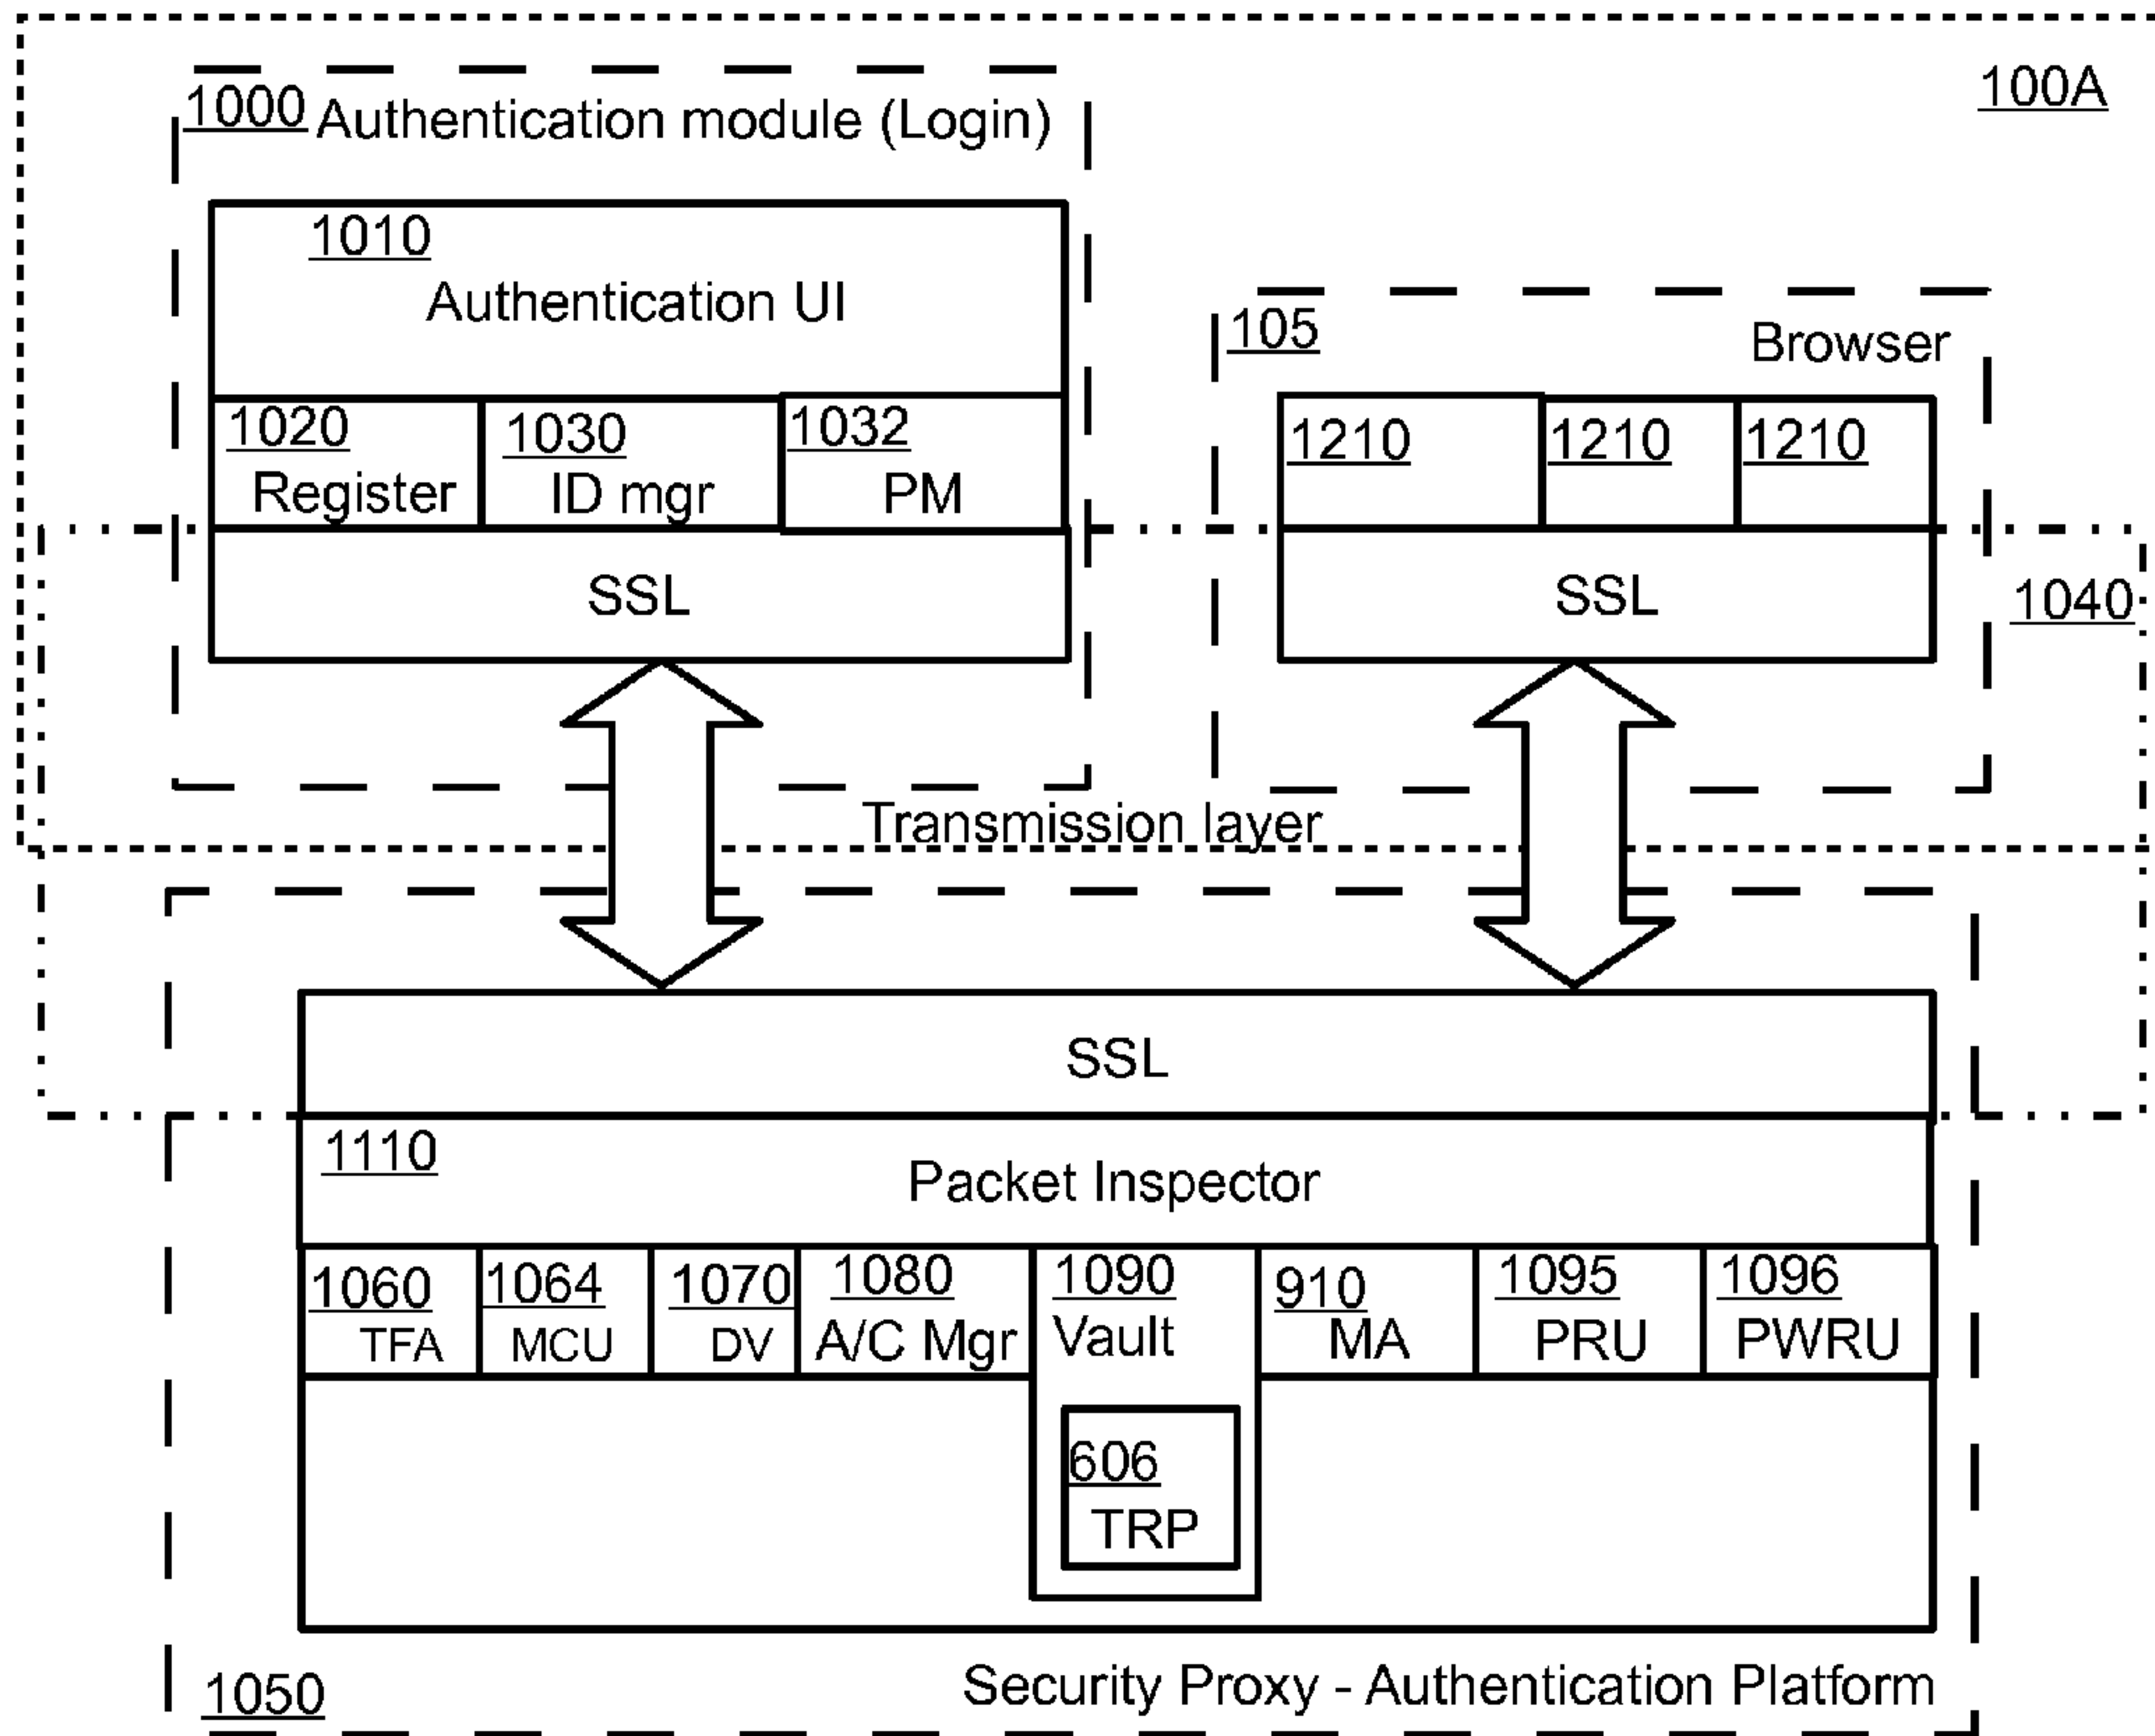 100A
1000 Authentication module (Login)
1010
Authentication UI
1020
Register
1030
ID mgr
1032
PM
SSL
105
Browser
1210
1210
1210
SSL
1040
Transmission layer
SSL
1110
Packet Inspector
1060
TFA
1064
MCU
1070
DV
1080
A/C Mgr
1090
Vault
606
TRP
910
MA
1095
PRU
1096
PWRU
1050
Security Proxy - Authentication Platform